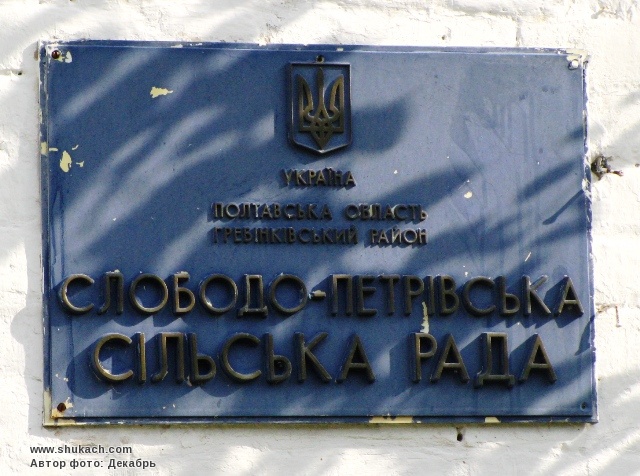 УКРАЇНА
ПОЛТАВСЬКА ОБЛАСТЬ
ГРЕБІНКІВСЬКИЙ РАЙОН
СЛОБОДО-ПЕТРІВСЬКА
СІЛЬСЬКА РАДА
www.shukach.com
Автор фото: Декабрь